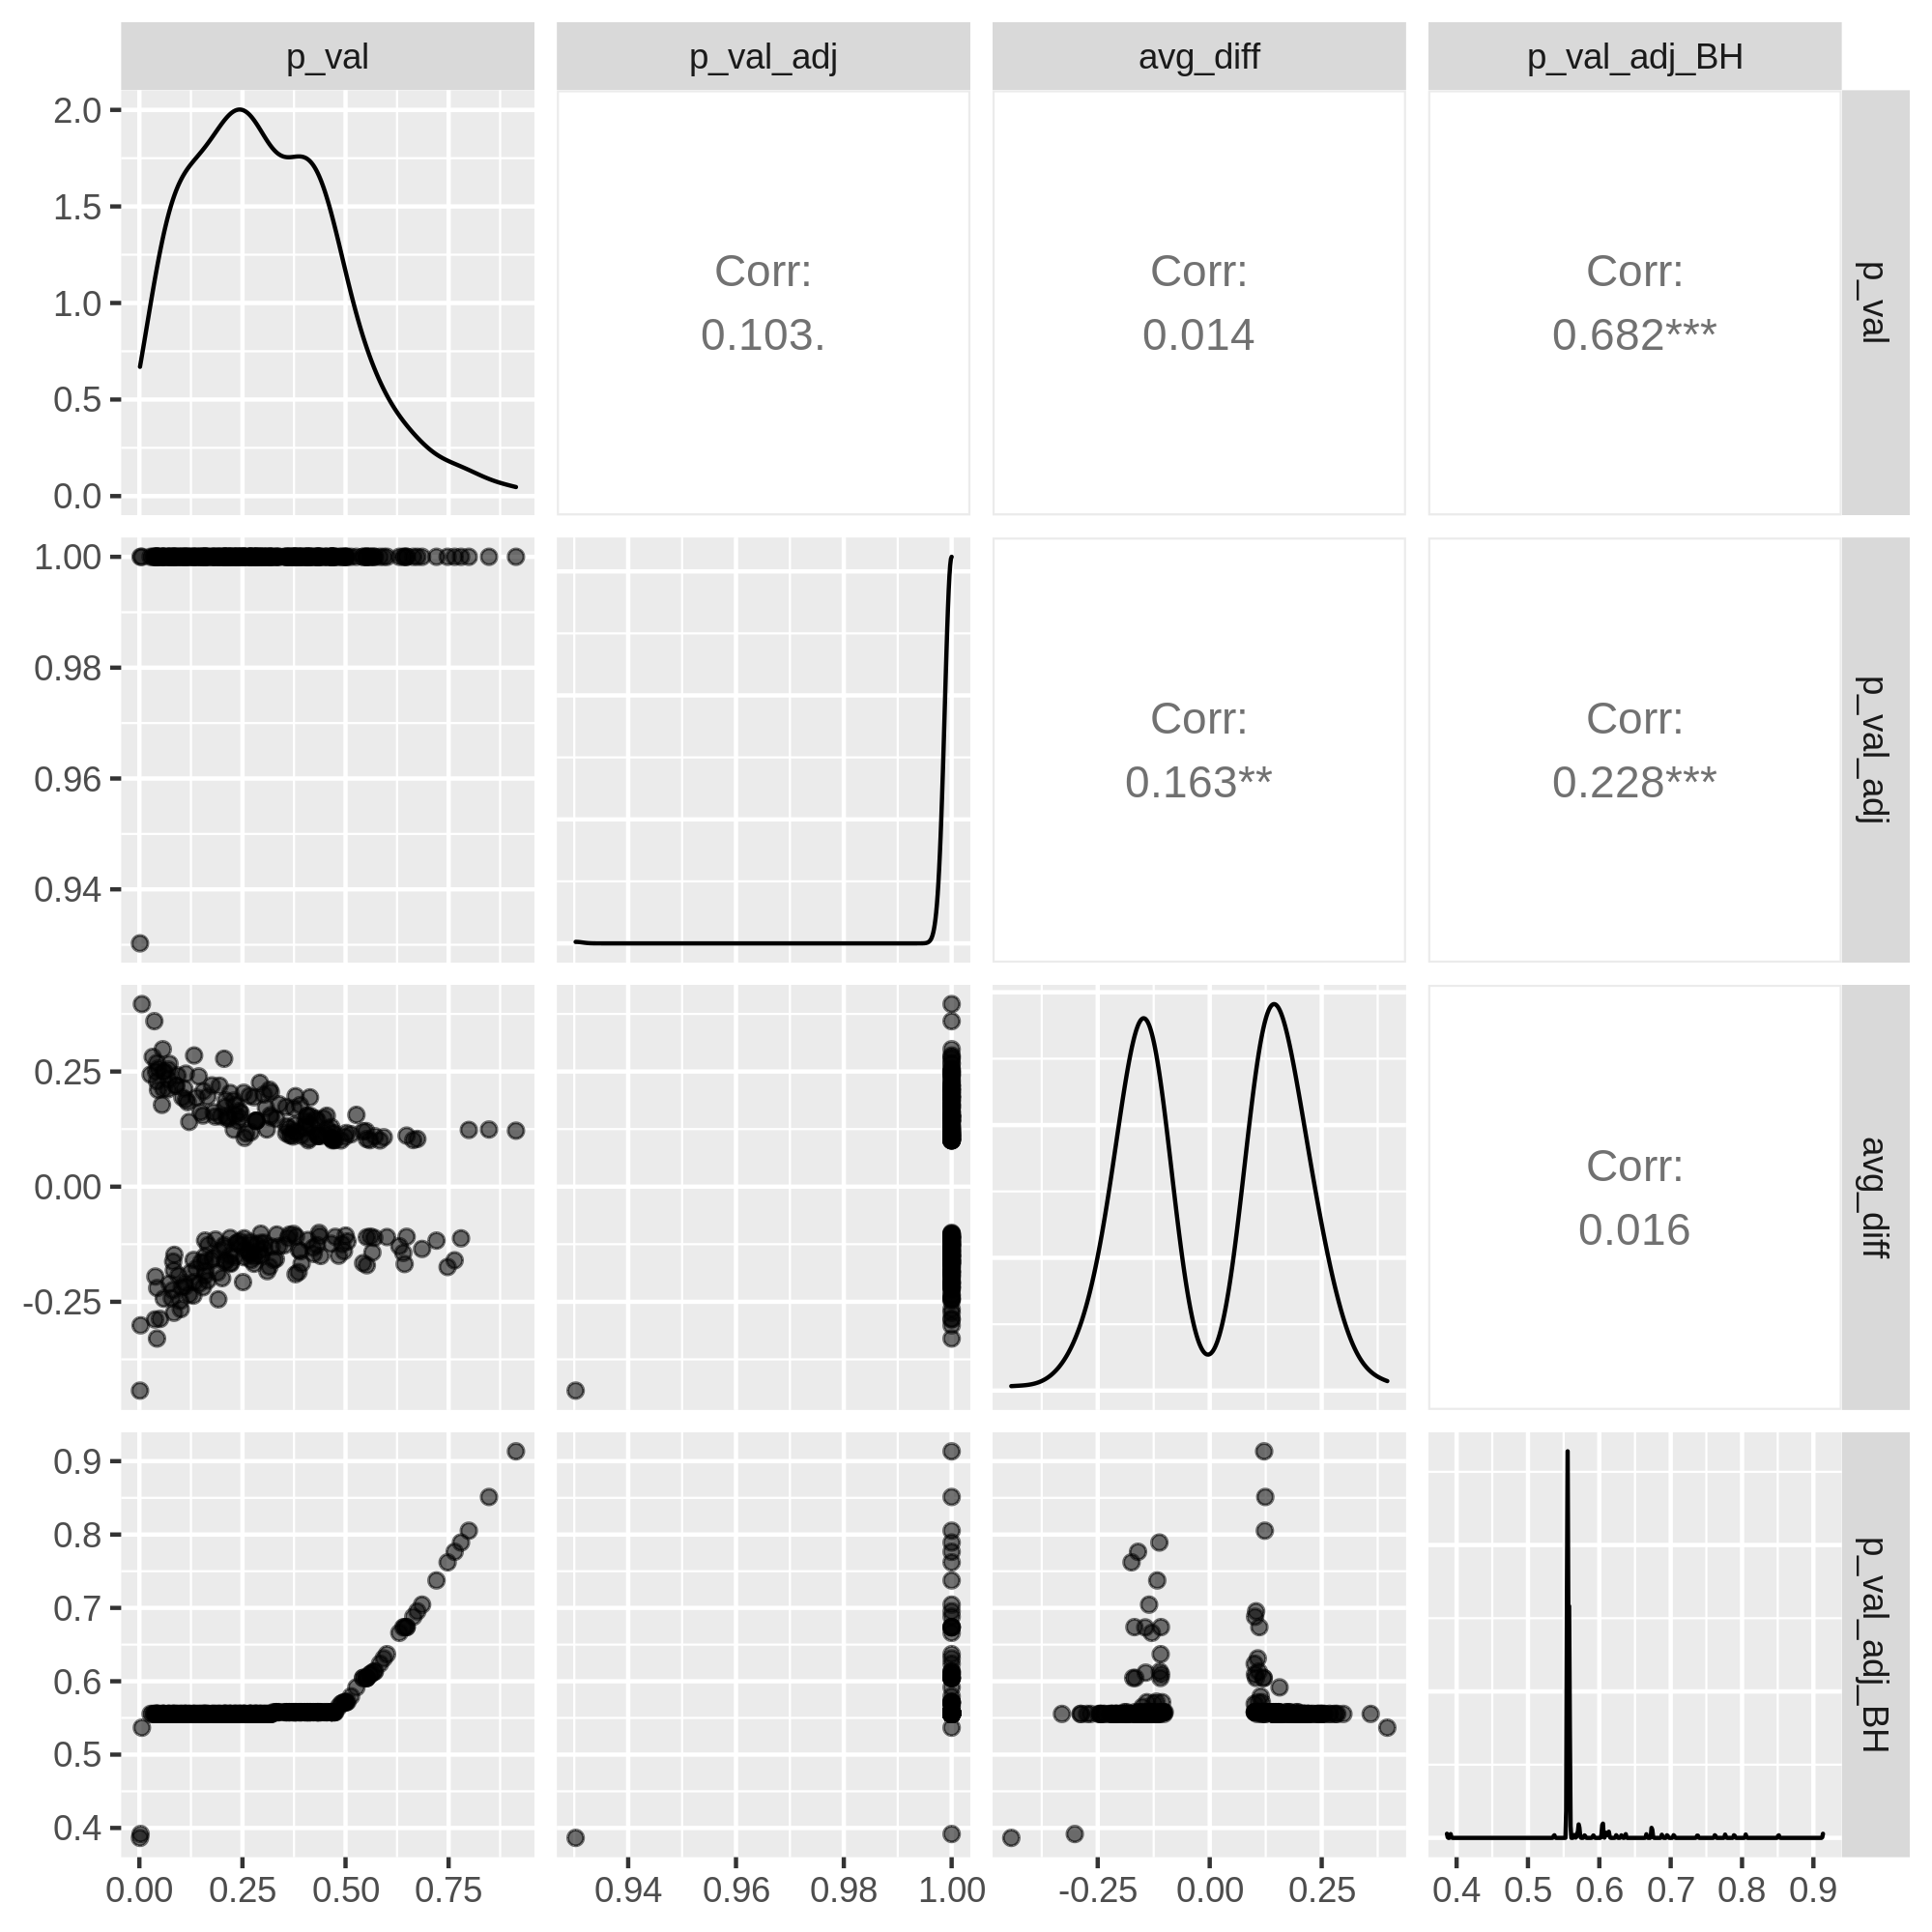 p_val p_val_adj avg_diff p_val_adj_BH
2.0
1.5
1.0
0.5
0.0
Corr:
0.103.
Corr:
0.014
Corr:
0.682***
p_val
1.00
0.98
0.96
0.94
Corr:
0.163**
Corr:
0.228***
p_val_adj
0.25
0.00
-0.25
Corr:
0.016
avg_diff
0.9
0.8
0.7
0.6
0.5
0.4
p_val_adj_BH
0.00 0.25 0.50 0.75 0.94 0.96 0.98 1.00 -0.25 0.00 0.25 0.4 0.5 0.6 0.7 0.8 0.9